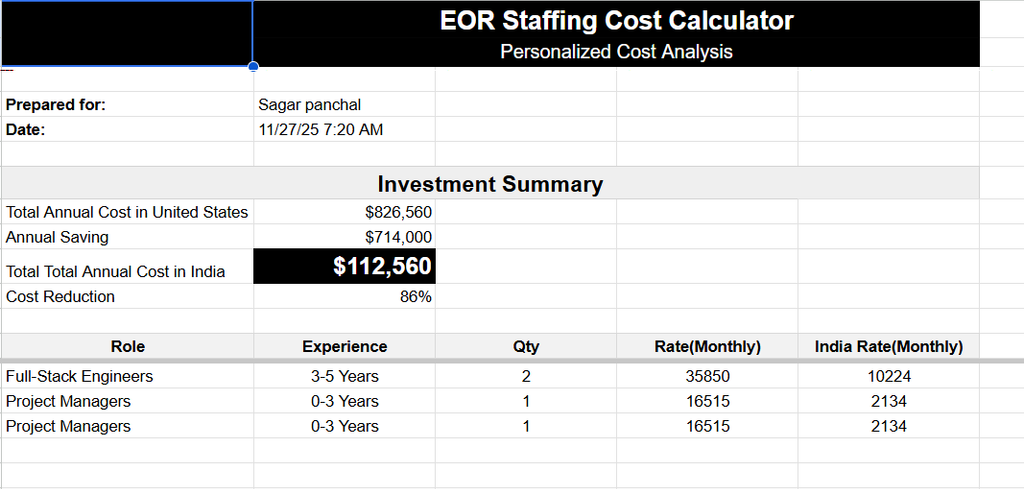 EOR Staffing Cost Calculator
Personalized Cost Analysis
Prepared for: Sagar panchal
Date: 11/27/25 7:20 AM
Investment Summary
Total Annual Cost in United States $826,560
Annual Saving $714,000
Total Total Annual Cost in India $112,560
Cost Reduction 86%
Role Experience Qty Rate(Monthly) India Rate(Monthly)
Full-Stack Engineers 3-5 Years 2 35850 10224
Project Managers 0-3 Years 1 16515 2134
Project Managers 0-3 Years 1 16515 2134